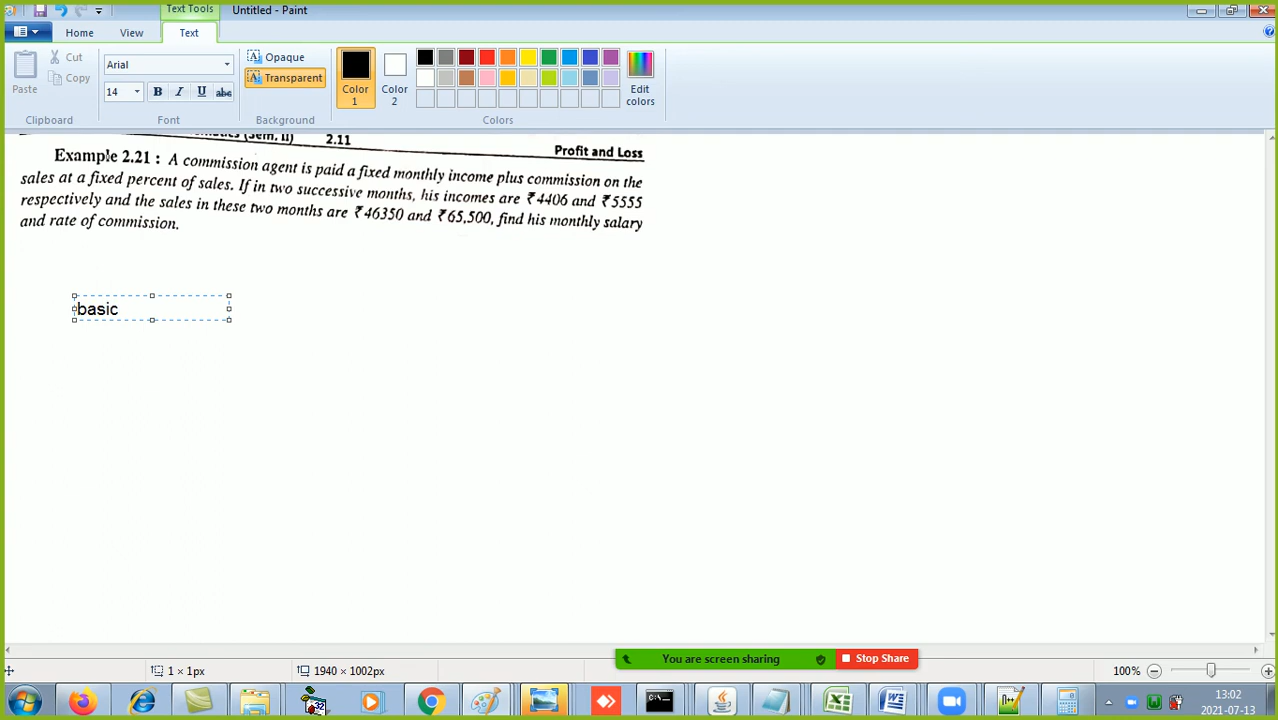 Text Tools
Untitled - Paint
Home
View
Text
Paste
Cut
Copy
Clipboard
Arial
14
B
I
U
abc
Font
Opaque
Transparent
Background
Color 1
Color 2
Edit colors
Colors
(Sem, II)
2.11
Profit and Loss
Example 2.21 : A commission agent is paid a fixed monthly income plus commission on the
sales at a fixed percent of sales. If in two successive months, his incomes are ₹4406 and ₹5555
respectively and the sales in these two months are ₹46350 and ₹65,500, find his monthly salary
and rate of commission.
basic
You are screen sharing
Stop Share
1 × 1px
1940 × 1002px
100%
32
13:02
2021-07-13